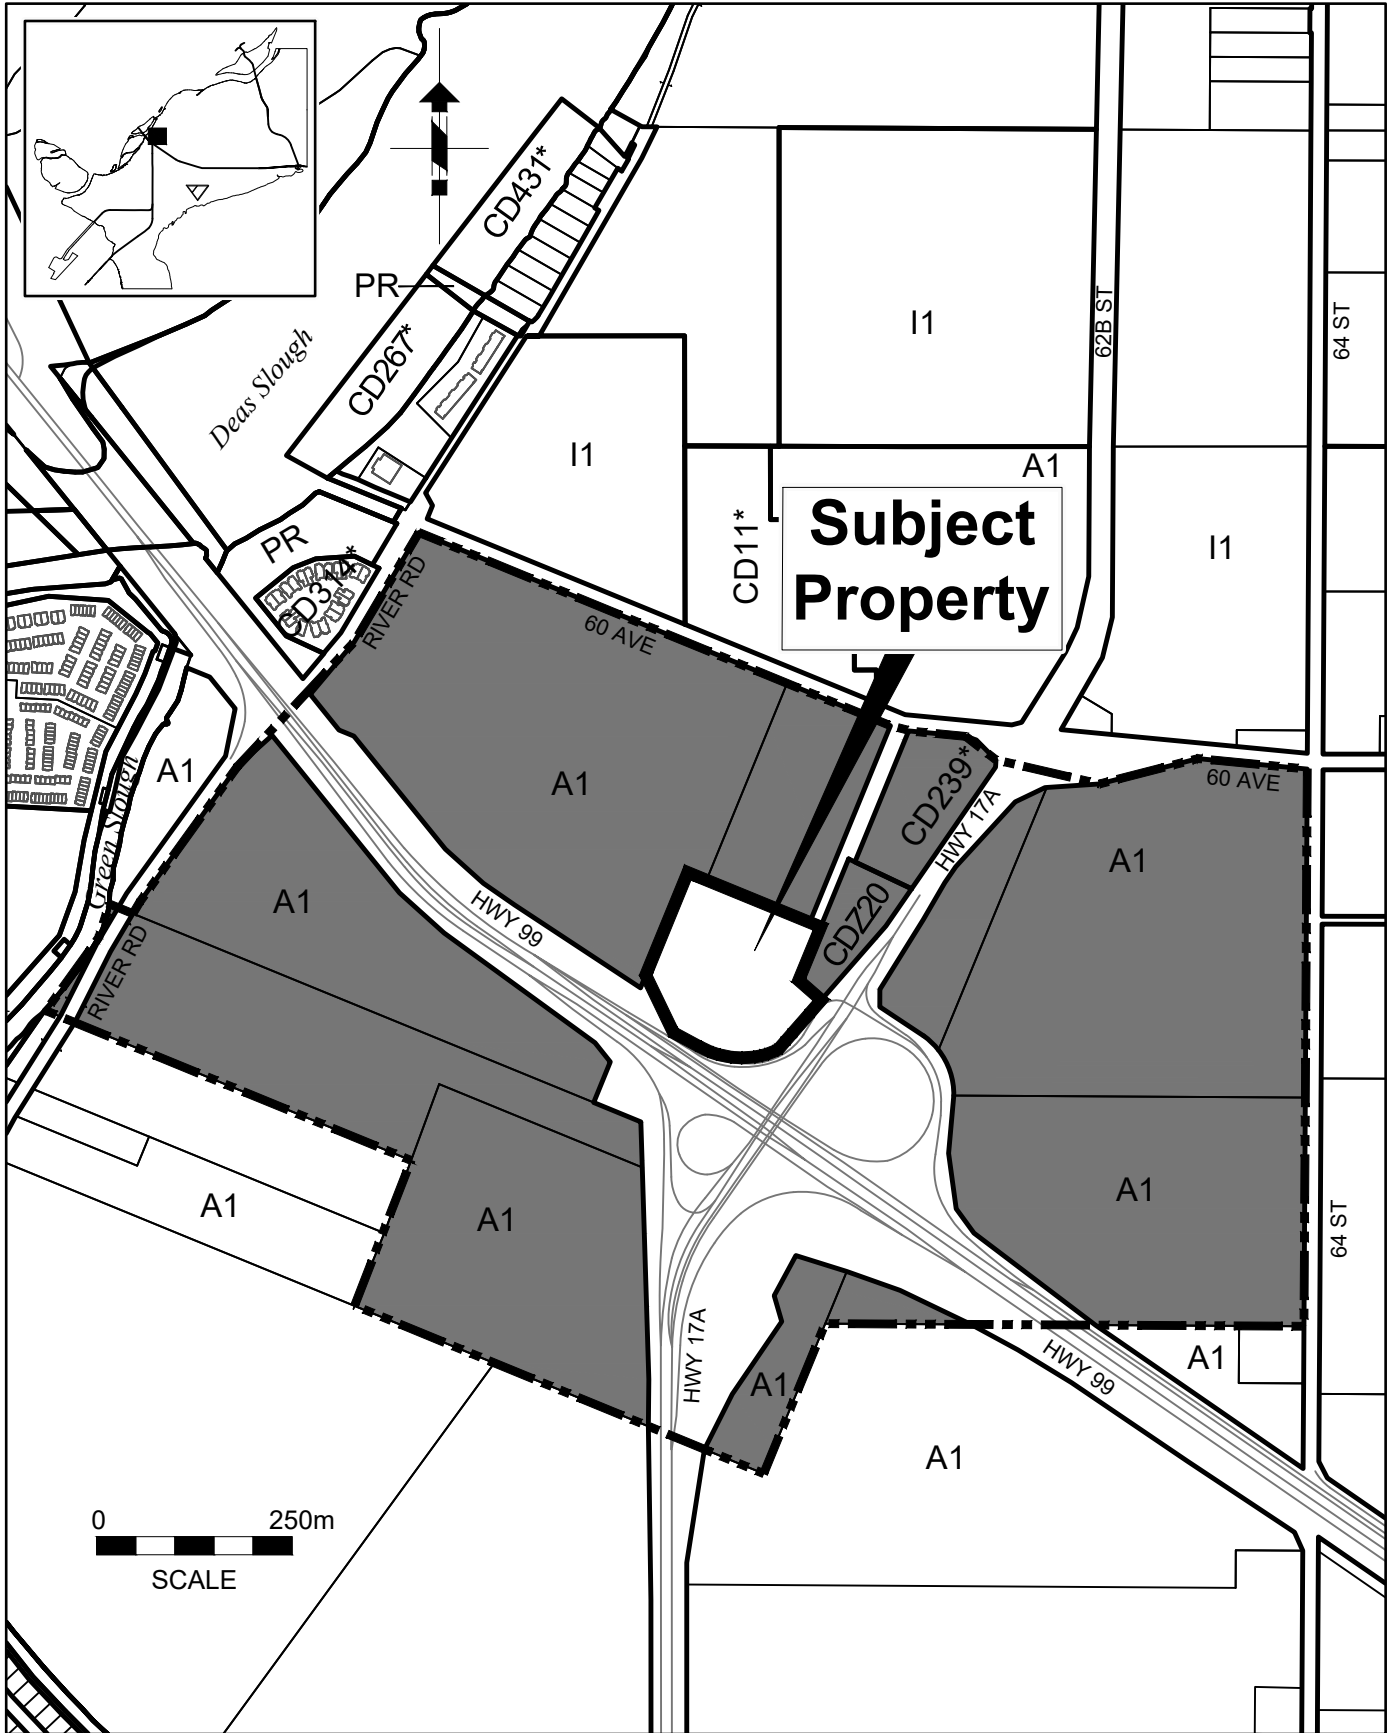 CD431*
PR
I1
62B ST
64 ST
Deas Slough
CD267*
I1
A1
CD11*
Subject
Property
I1
PR
CD314*
RIVER RD
60 AVE
A1
Green Slough
A1
CD239*
HWY 17A
60 AVE
A1
A1
HWY 99
CDZ20
RIVER RD
A1
A1
A1
64 ST
HWY 17A
A1
HWY 99
A1
A1
0 250m
SCALE